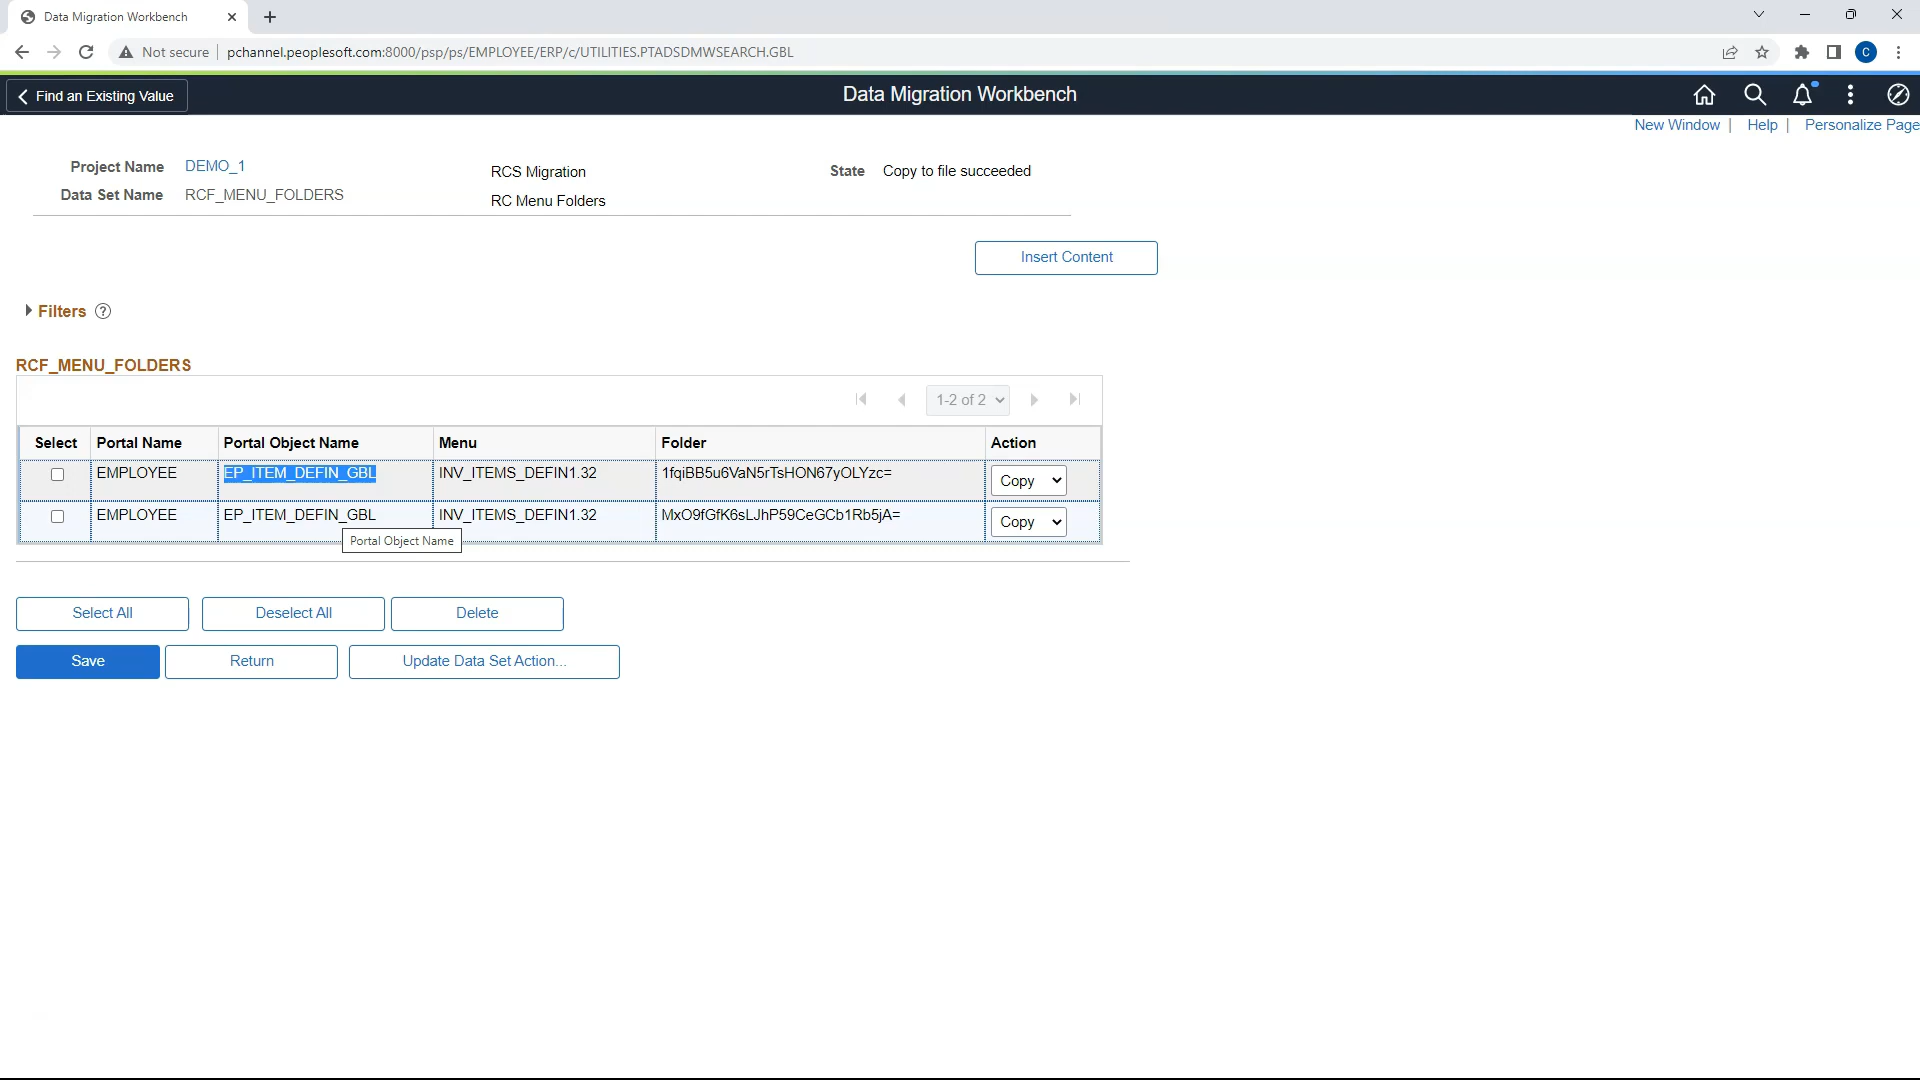 Data Migration Workbench
Not secure pchannel.peoplesoft.com:8000/psp/ps/EMPLOYEE/ERP/c/UTILITIES.PTADSDMWSEARCH.GBL
C
Find an Existing Value
Data Migration Workbench
New Window | Help | Personalize Page
Project Name DEMO_1 RCS Migration State Copy to file succeeded
Data Set Name RCF_MENU_FOLDERS RC Menu Folders
Insert Content
Filters ?
RCF_MENU_FOLDERS
1-2 of 2
Select Portal Name Portal Object Name Menu Folder Action
EMPLOYEE EP_ITEM_DEFIN_GBL INV_ITEMS_DEFIN1.32 1fqiBB5u6VaN5rTsHON67yOLYzc= Copy
EMPLOYEE EP_ITEM_DEFIN_GBL INV_ITEMS_DEFIN1.32 MxO9fGfK6sLJhP59CeGCb1Rb5jA= Copy
Portal Object Name
Select All Deselect All Delete
Save Return Update Data Set Action...